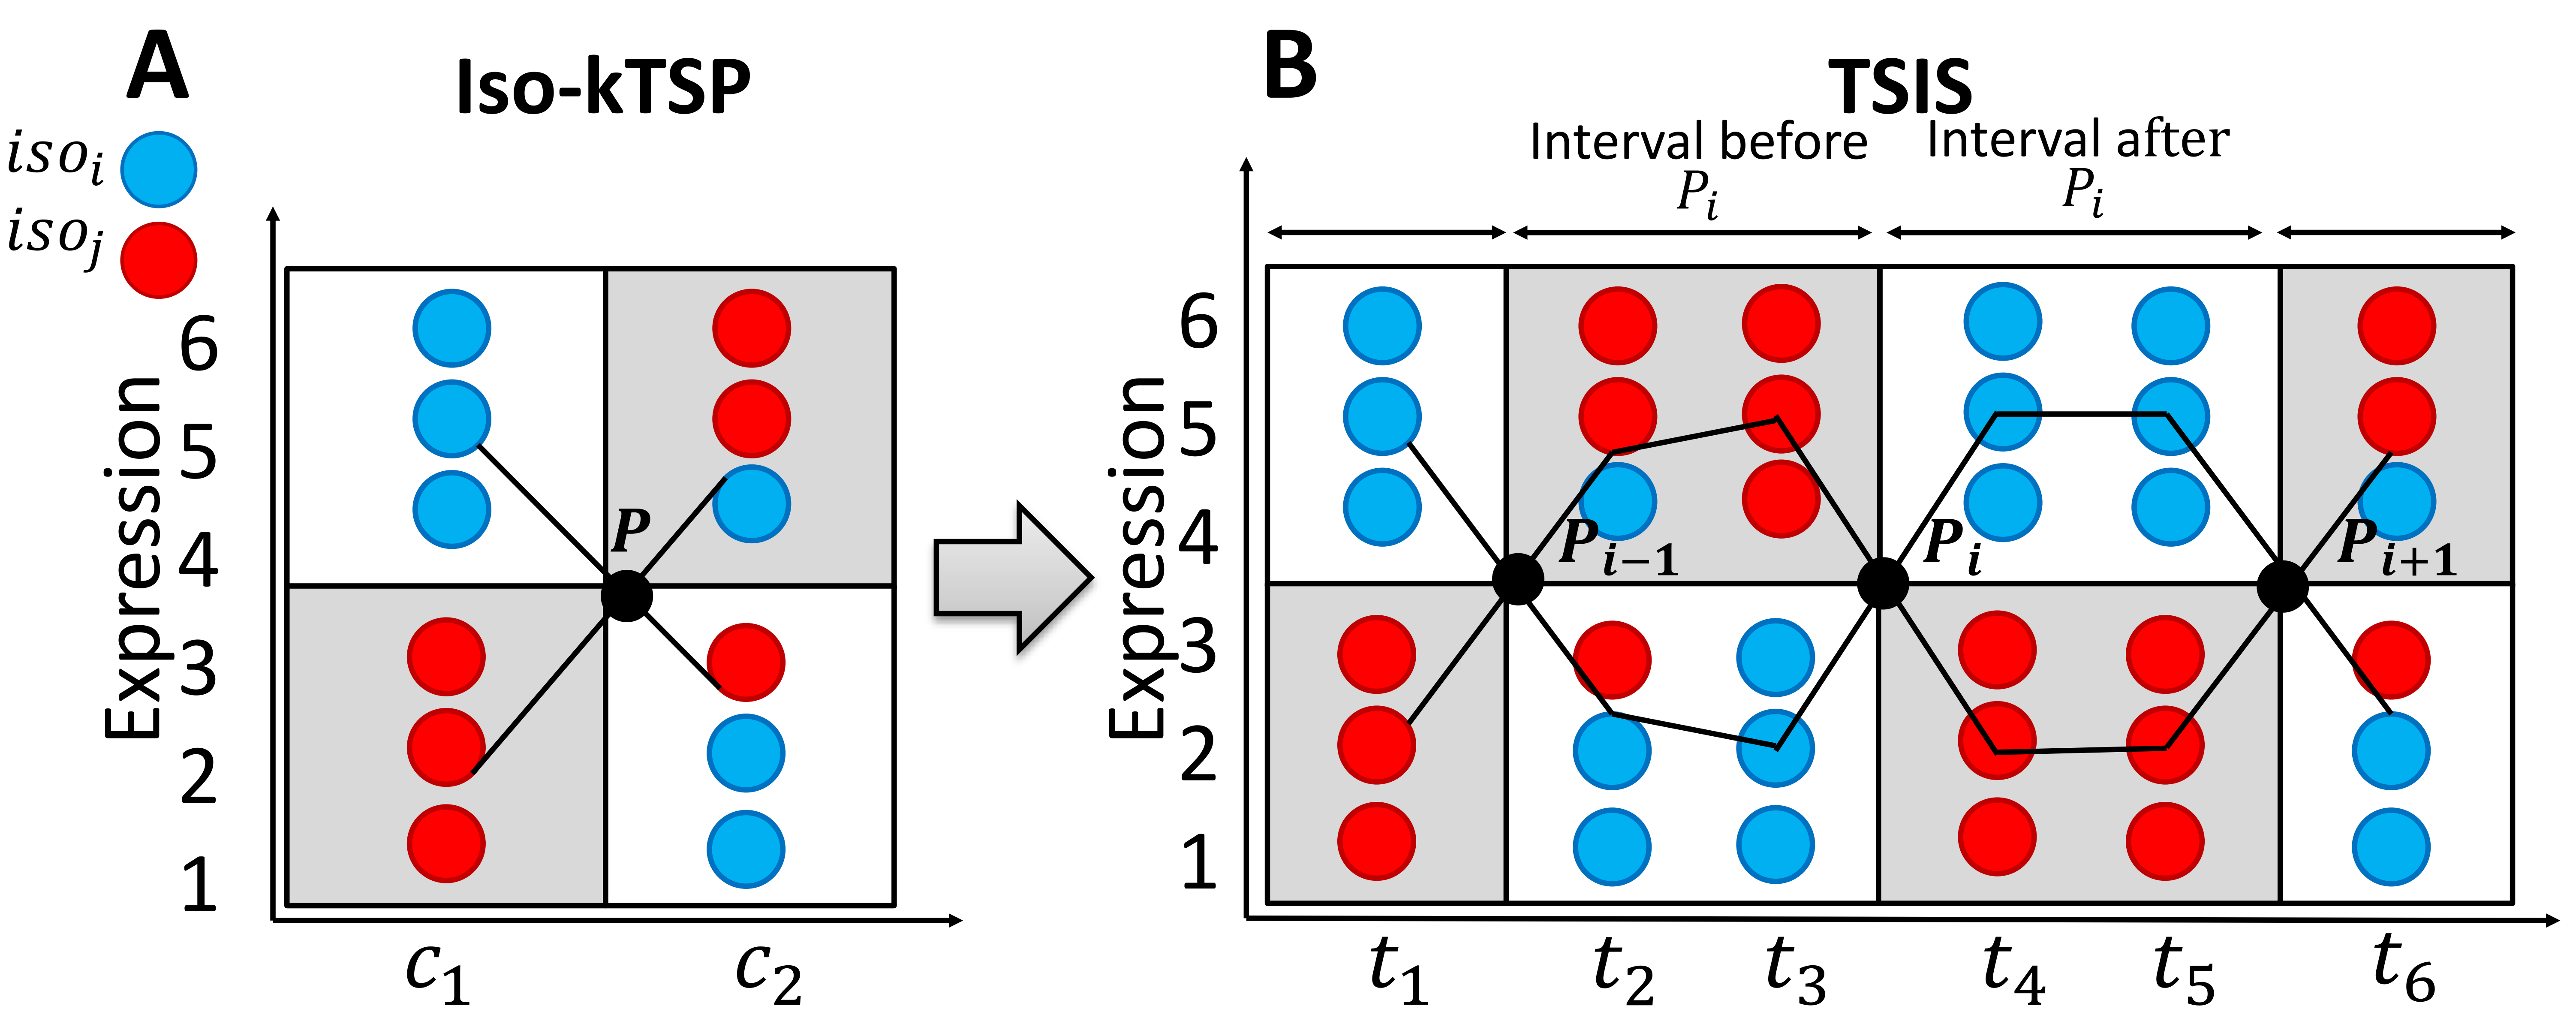 A
Iso-kTSP
iso_i
iso_j
Expression
6
5
4
3
2
1
P
c_1
c_2
B
TSIS
Interval before
P_i
Interval after
P_i
Expression
6
5
4
3
2
1
P_{i−1}
P_i
P_{i+1}
t_1
t_2
t_3
t_4
t_5
t_6